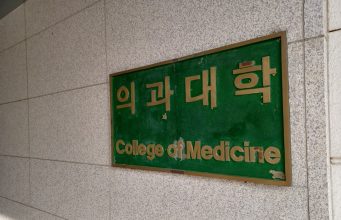 의과대학
College of Medicine